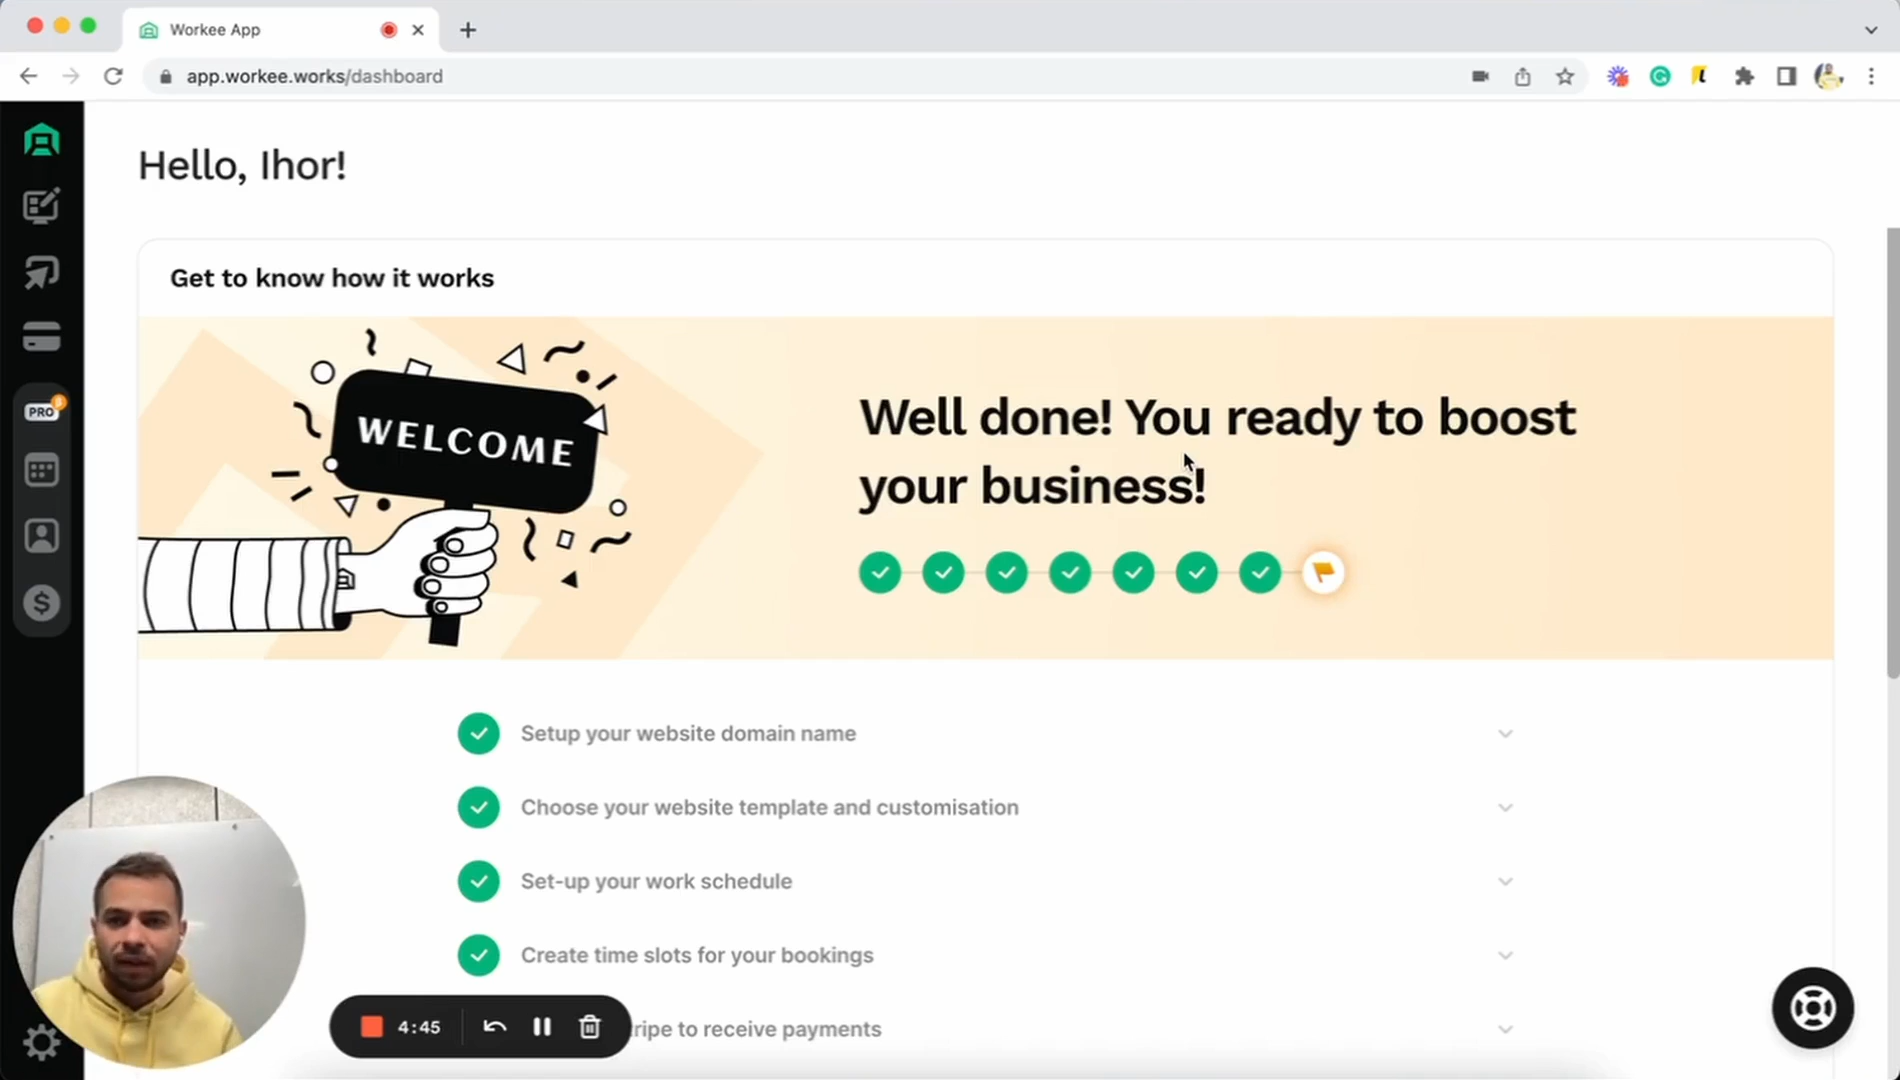 Workee App
app.workee.works/dashboard
Hello, Ihor!
Get to know how it works
WELCOME
Well done! You ready to boost
your business!
PRO
β
Setup your website domain name
Choose your website template and customisation
Set-up your work schedule
Create time slots for your bookings
4:45
ripe to receive payments